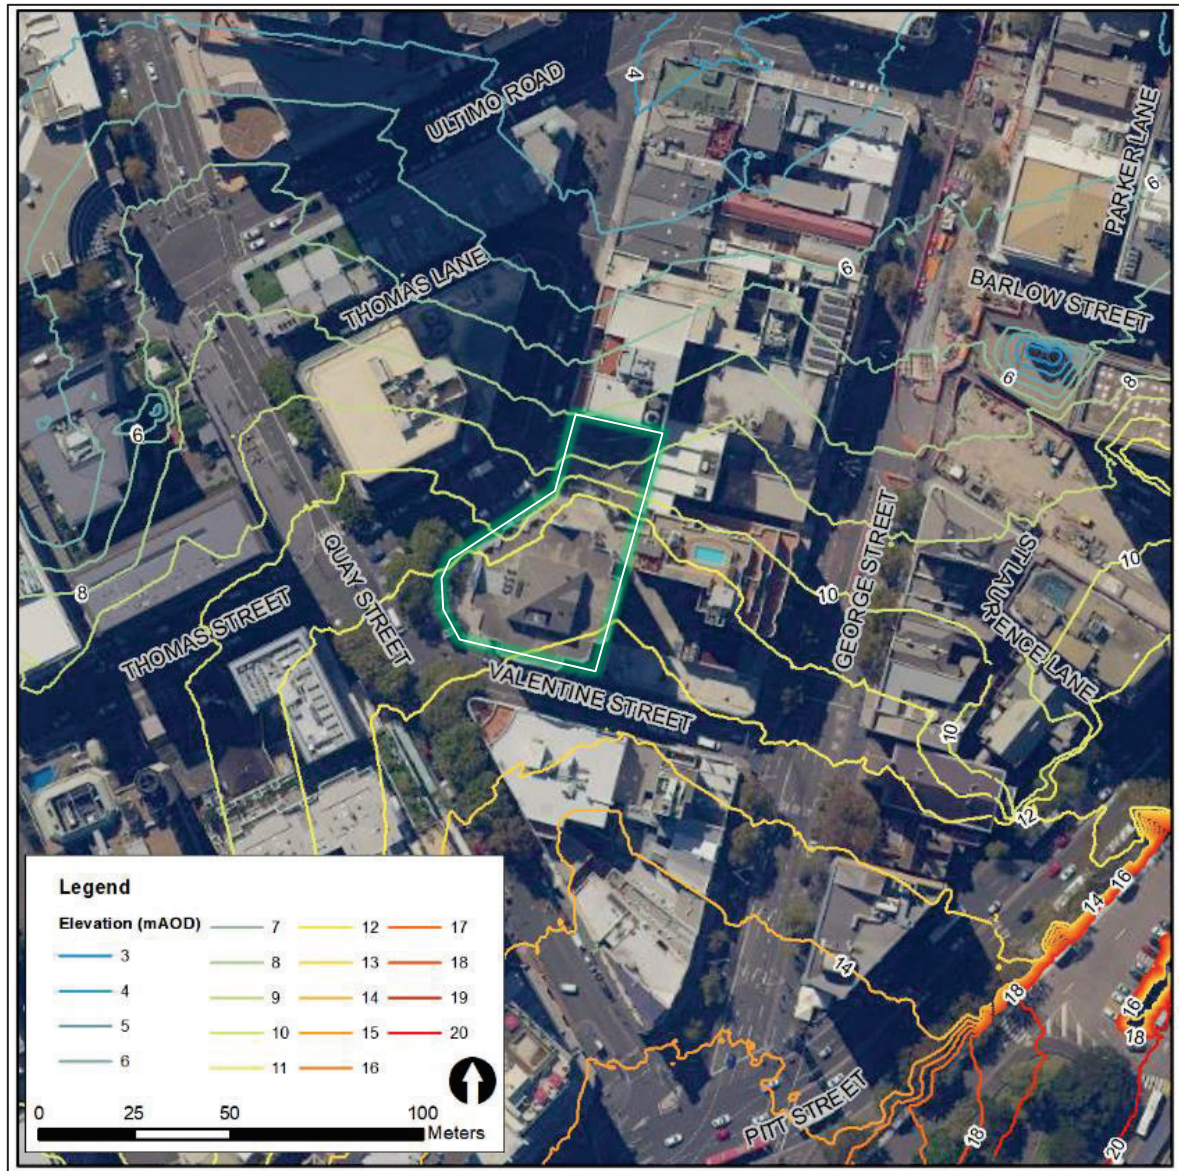 4
ULTIMO ROAD
PARKER LANE
6
6
THOMAS LANE
BARLOW STREET
6
8
6
QUAY STREET
GEORGE STREET
ST LAURENCE LANE
10
10
8
THOMAS STREET
VALENTINE STREET
10
12
16
14
14
18
16
18
PITT STREET
18
20
Legend
Elevation (mAOD)
3
4
5
6
7
8
9
10
11
12
13
14
15
16
17
18
19
20
0 25 50 100
Meters